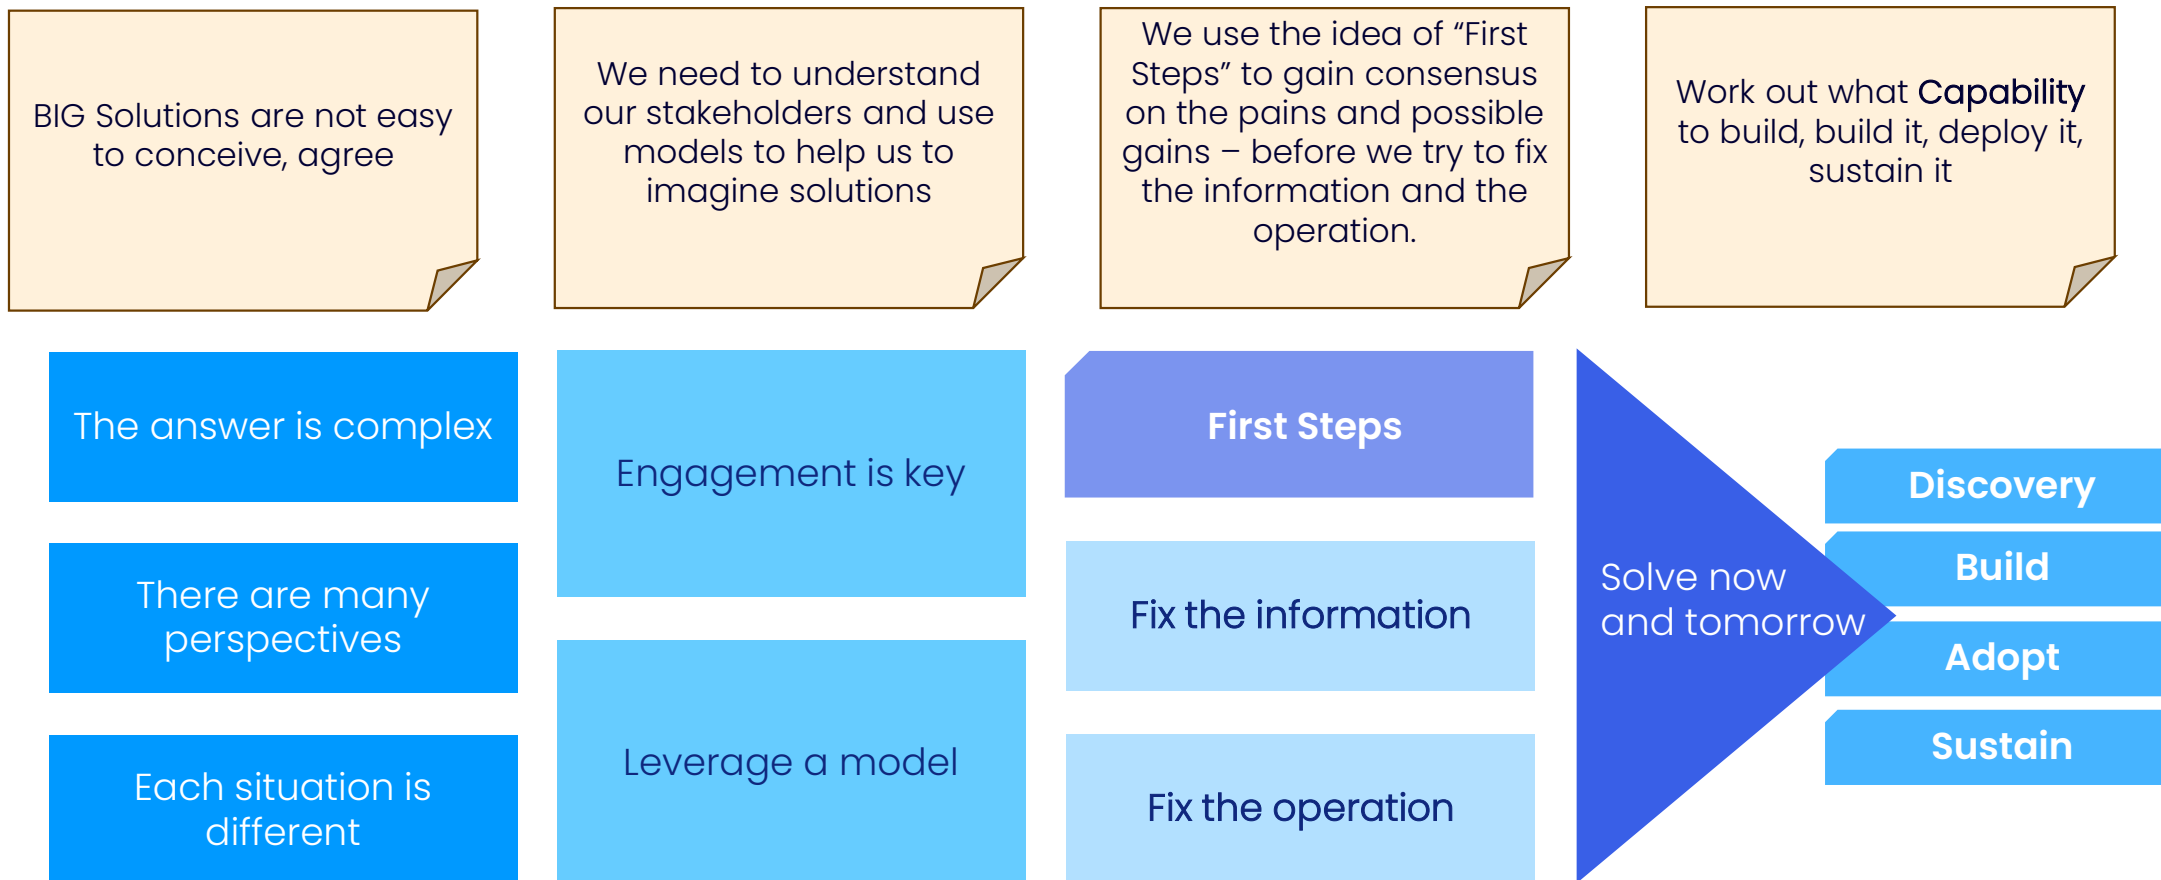 BIG Solutions are not easy
to conceive, agree
We need to understand
our stakeholders and use
models to help us to
imagine solutions
We use the idea of “First
Steps” to gain consensus
on the pains and possible
gains – before we try to fix
the information and the
operation.
Work out what Capability
to build, build it, deploy it,
sustain it
The answer is complex
There are many
perspectives
Each situation is
different
Engagement is key
Leverage a model
First Steps
Fix the information
Fix the operation
Solve now
and tomorrow
Discovery
Build
Adopt
Sustain